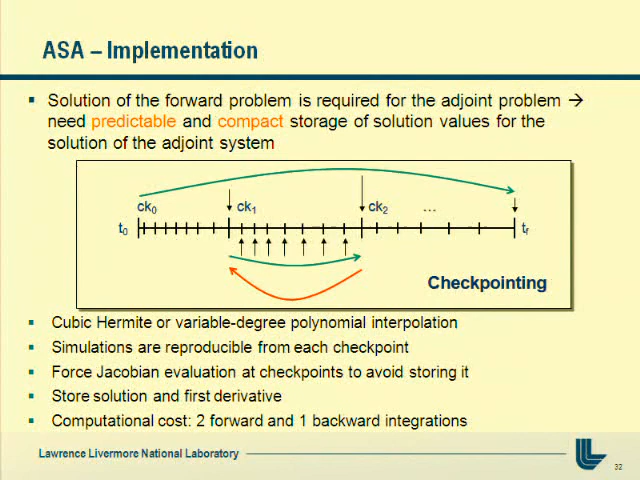 ASA – Implementation
▪ Solution of the forward problem is required for the adjoint problem →
need predictable and compact storage of solution values for the
solution of the adjoint system
ck0 ck1 ck2 ...
t0 tf
Checkpointing
▪ Cubic Hermite or variable-degree polynomial interpolation
▪ Simulations are reproducible from each checkpoint
▪ Force Jacobian evaluation at checkpoints to avoid storing it
▪ Store solution and first derivative
▪ Computational cost: 2 forward and 1 backward integrations
Lawrence Livermore National Laboratory
32